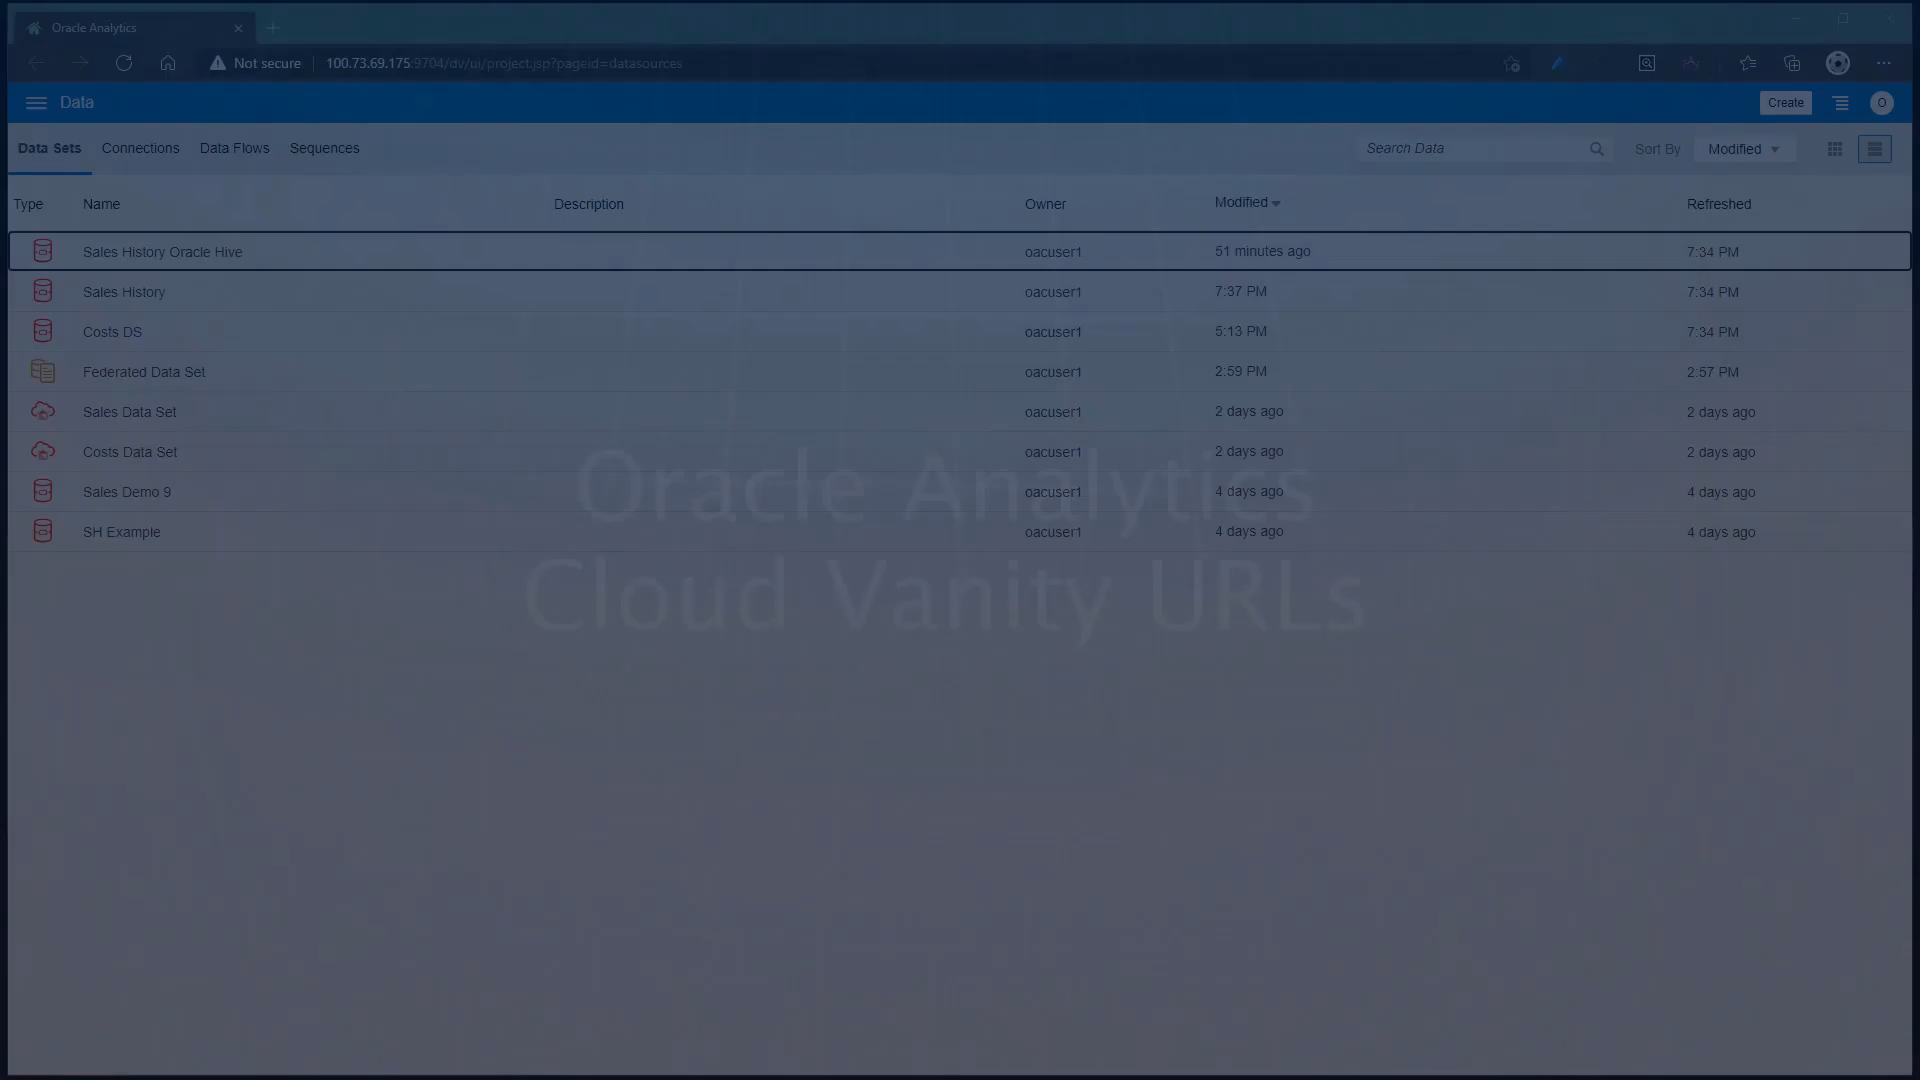 Oracle Analytics
Not secure 100.73.69.175:9704/dv/ui/project.jsp?pageid=datasources
Data Create O
Data Sets Connections Data Flows Sequences Search Data Sort By Modified
Type Name Description Owner Modified Refreshed
Sales History Oracle Hive oacuser1 51 minutes ago 7:34 PM
Sales History oacuser1 7:37 PM 7:34 PM
Costs DS oacuser1 5:13 PM 7:34 PM
Federated Data Set oacuser1 2:59 PM 2:57 PM
Sales Data Set oacuser1 2 days ago 2 days ago
Costs Data Set oacuser1 2 days ago 2 days ago
Sales Demo 9 oacuser1 4 days ago 4 days ago
SH Example oacuser1 4 days ago 4 days ago
Oracle Analytics
Cloud Vanity URLs